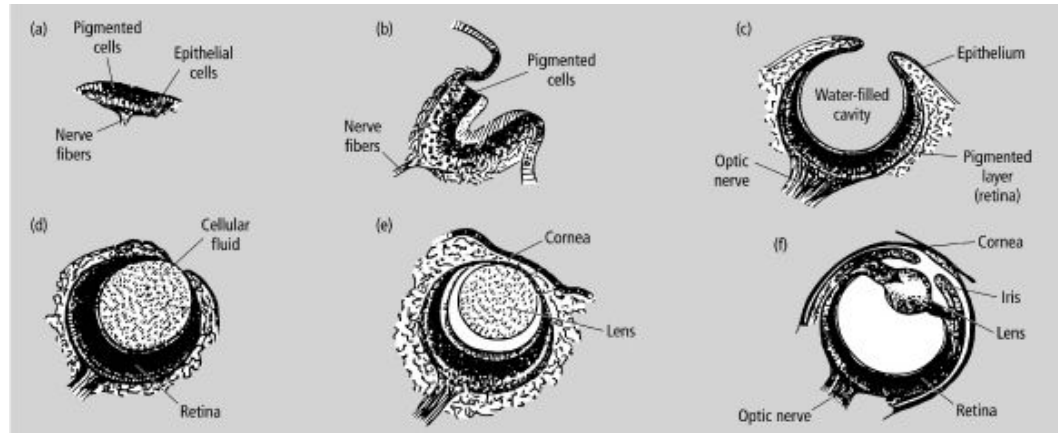 (a)
Pigmented
cells
Epithelial
cells
Nerve
fibers
(b)
Pigmented
cells
Nerve
fibers
(c)
Epithelium
Water-filled
cavity
Optic
nerve
Pigmented
layer
(retina)
(d)
Cellular
fluid
Retina
(e)
Cornea
Lens
(f)
Cornea
Iris
Lens
Optic nerve
Retina